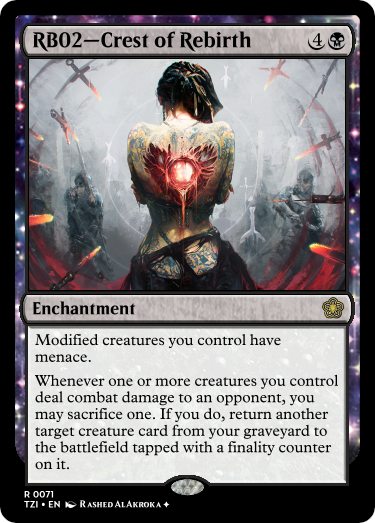 RB02—Crest of Rebirth 4
Enchantment
Modified creatures you control have
menace.
Whenever one or more creatures you control
deal combat damage to an opponent, you
may sacrifice one. If you do, return another
target creature card from your graveyard to
the battlefield tapped with a finality counter
on it.
R 0071
TZI • EN Rashed AlAkroka